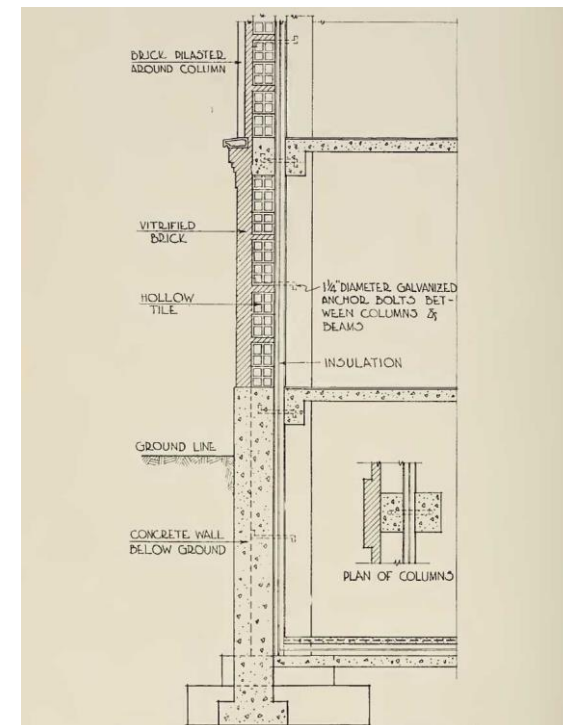 BRICK PILASTER
AROUND COLUMN
VITRIFIED
BRICK
HOLLOW
TILE
1¼" DIAMETER GALVANIZED
ANCHOR BOLTS BET-
WEEN COLUMNS &
BEAMS
INSULATION
GROUND LINE
CONCRETE WALL
BELOW GROUND
PLAN OF COLUMNS